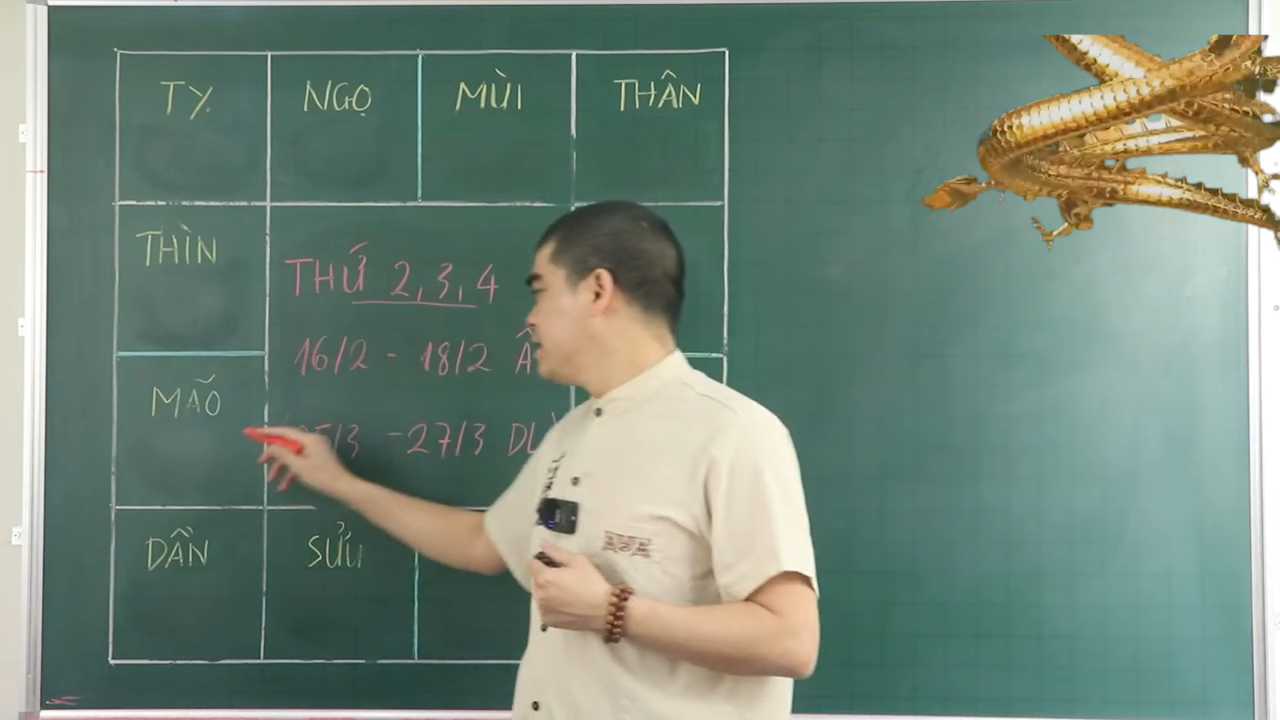 TỴ NGỌ MÙI THÂN
THÌN
THỨ 2,3,4
16/2 - 18/2
MÃO
-27/3 DL
DẦN SỬU